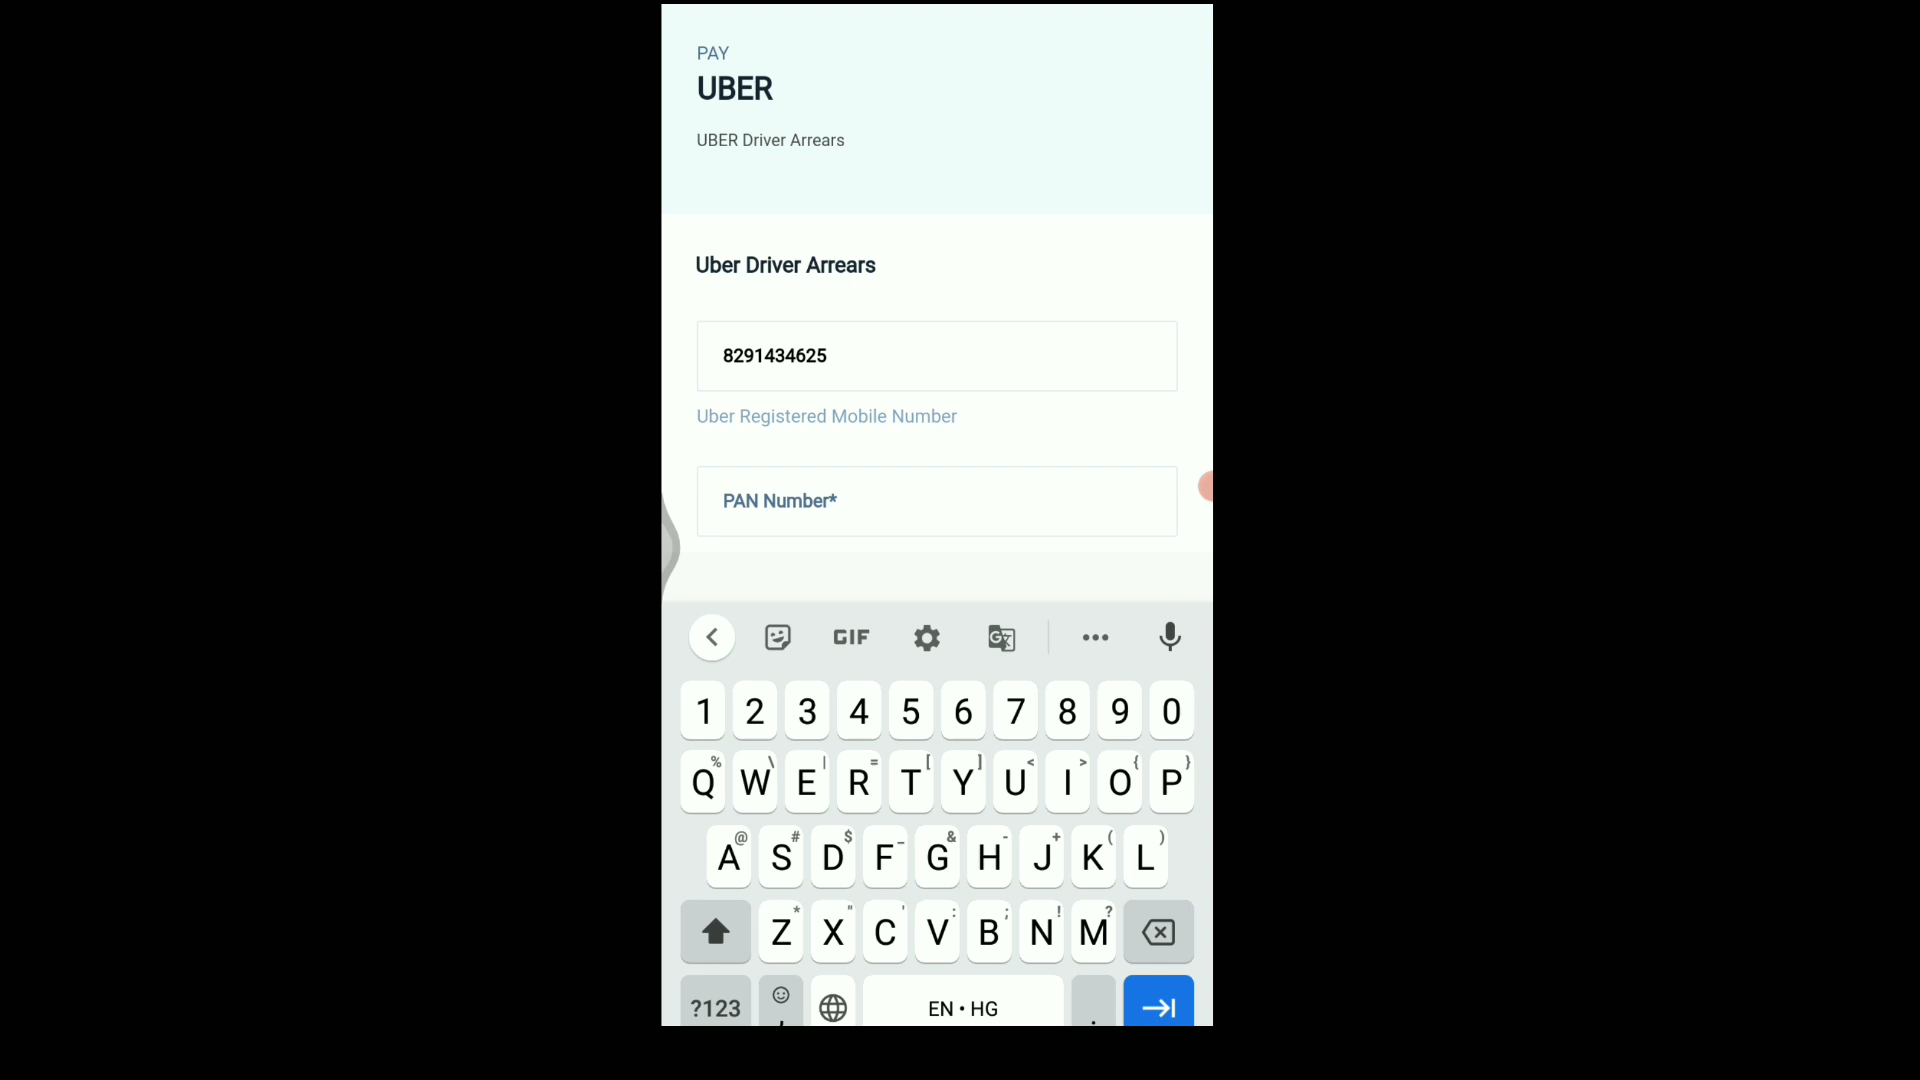 PAY
UBER
UBER Driver Arrears
Uber Driver Arrears
8291434625
Uber Registered Mobile Number
PAN Number*
GIF
1 2 3 4 5 6 7 8 9 0
% \ | = [ ] < > { }
Q W E R T Y U I O P
@ # $ _ & - + ( )
A S D F G H J K L
* " ' : ; ! ?
Z X C V B N M
?123 , EN • HG .